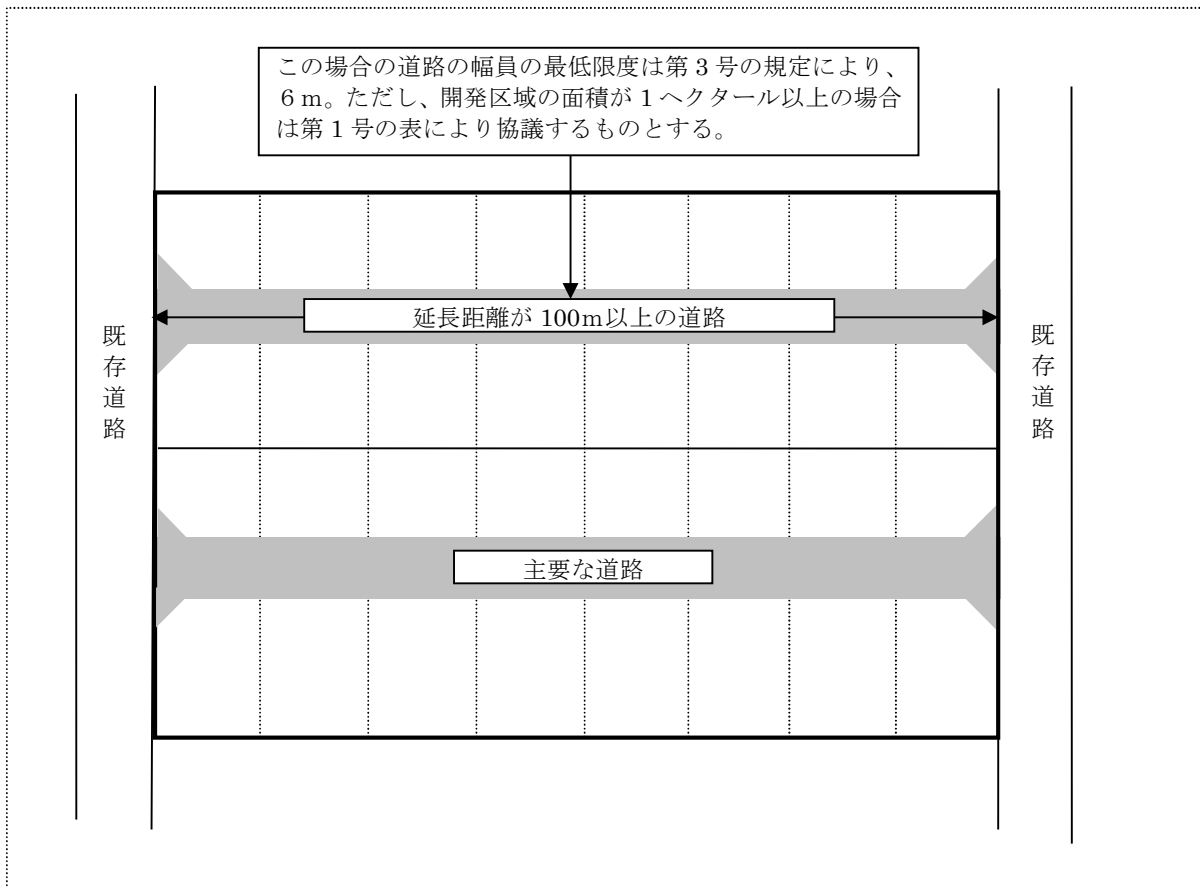 この場合の道路の幅員の最低限度は第3号の規定により、
6m。ただし、開発区域の面積が1ヘクタール以上の場合
は第1号の表により協議するものとする。
延長距離が100m以上の道路
既存道路
既存道路
主要な道路